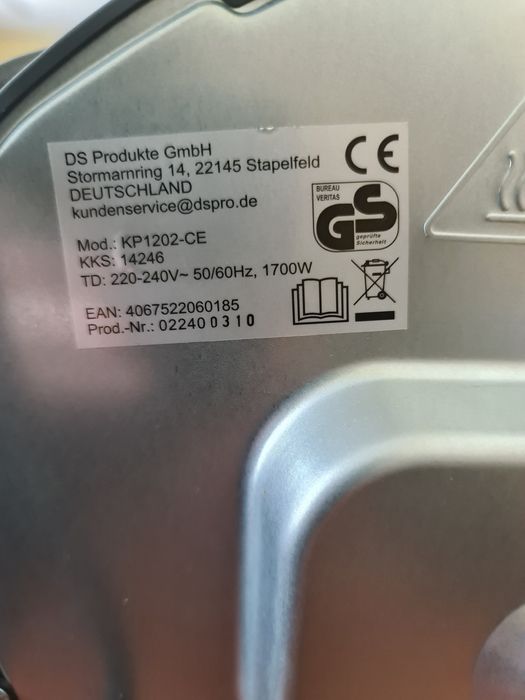 DS Produkte GmbH
Stormarnring 14, 22145 Stapelfeld
DEUTSCHLAND
kundenservice@dspro.de
CE
BUREAU
VERITAS
GS
geprüfte
Sicherheit
Mod.: KP1202-CE
KKS: 14246
TD: 220-240V~ 50/60Hz, 1700W
EAN: 4067522060185
Prod.-Nr.: 022400310